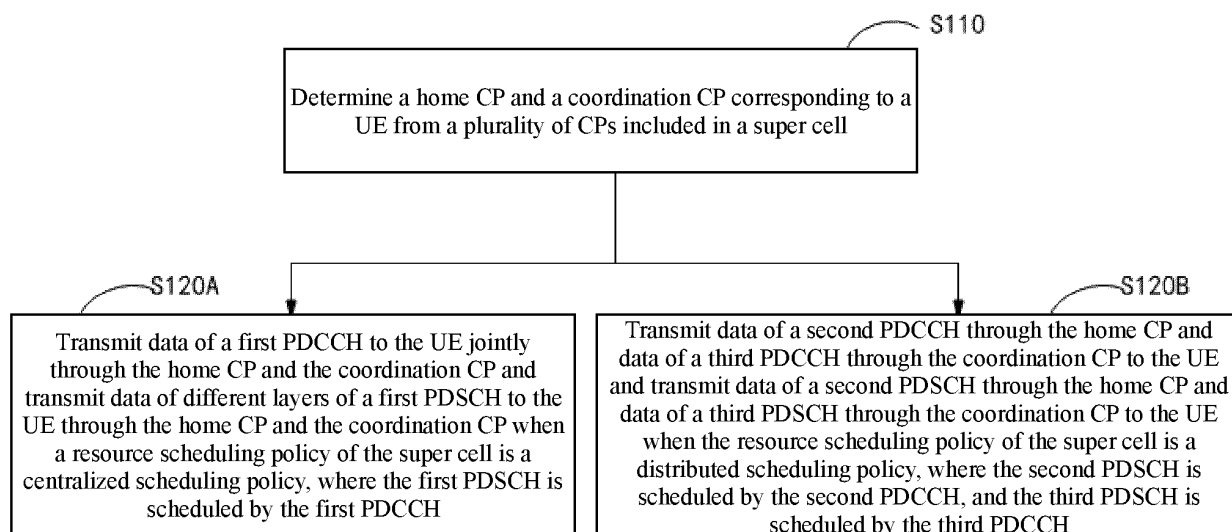 S110
Determine a home CP and a coordination CP corresponding to a
UE from a plurality of CPs included in a super cell
S120A
Transmit data of a first PDCCH to the UE jointly
through the home CP and the coordination CP and
transmit data of different layers of a first PDSCH to the
UE through the home CP and the coordination CP when
a resource scheduling policy of the super cell is a
centralized scheduling policy, where the first PDSCH is
scheduled by the first PDCCH
S120B
Transmit data of a second PDCCH through the home CP and
data of a third PDCCH through the coordination CP to the UE
and transmit data of a second PDSCH through the home CP and
data of a third PDSCH through the coordination CP to the UE
when the resource scheduling policy of the super cell is a
distributed scheduling policy, where the second PDSCH is
scheduled by the second PDCCH, and the third PDSCH is
scheduled by the third PDCCH